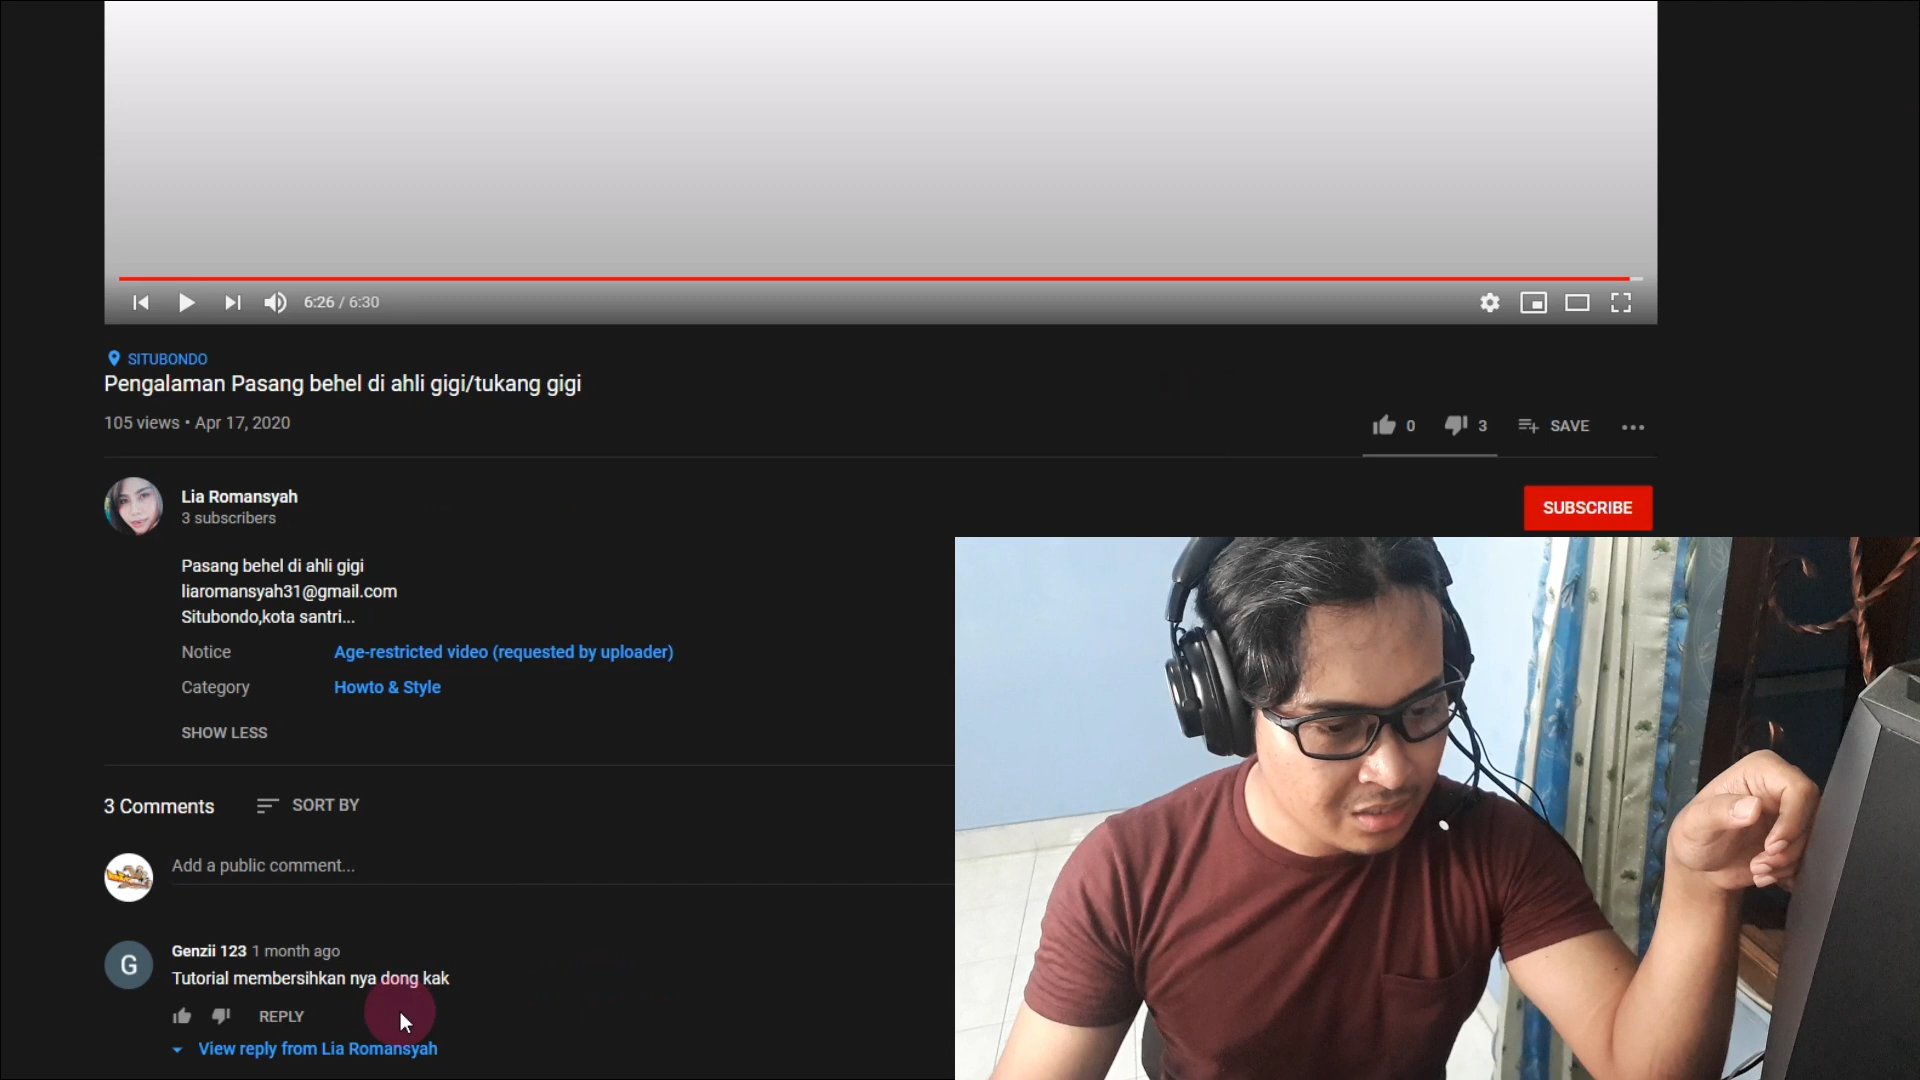 6:26 / 6:30
SITUBONDO
Pengalaman Pasang behel di ahli gigi/tukang gigi
105 views • Apr 17, 2020
0 3 SAVE
Lia Romansyah
3 subscribers
SUBSCRIBE
Pasang behel di ahli gigi
liaromansyah31@gmail.com
Situbondo,kota santri...
Notice Age-restricted video (requested by uploader)
Category Howto & Style
SHOW LESS
3 Comments SORT BY
Add a public comment...
G
Genzii 123 1 month ago
Tutorial membersihkan nya dong kak
REPLY
View reply from Lia Romansyah